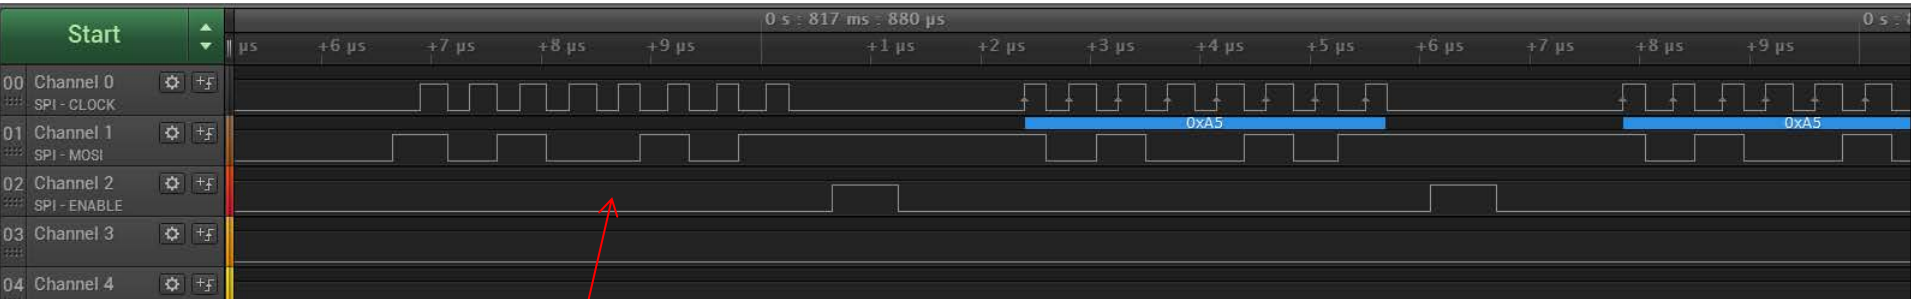 Start
0 s : 817 ms : 880 µs
0 s :
µs +6 µs +7 µs +8 µs +9 µs +1 µs +2 µs +3 µs +4 µs +5 µs +6 µs +7 µs +8 µs +9 µs
00 Channel 0
SPI - CLOCK
0xA5 0xA5
01 Channel 1
SPI - MOSI
02 Channel 2
SPI - ENABLE
03 Channel 3
04 Channel 4